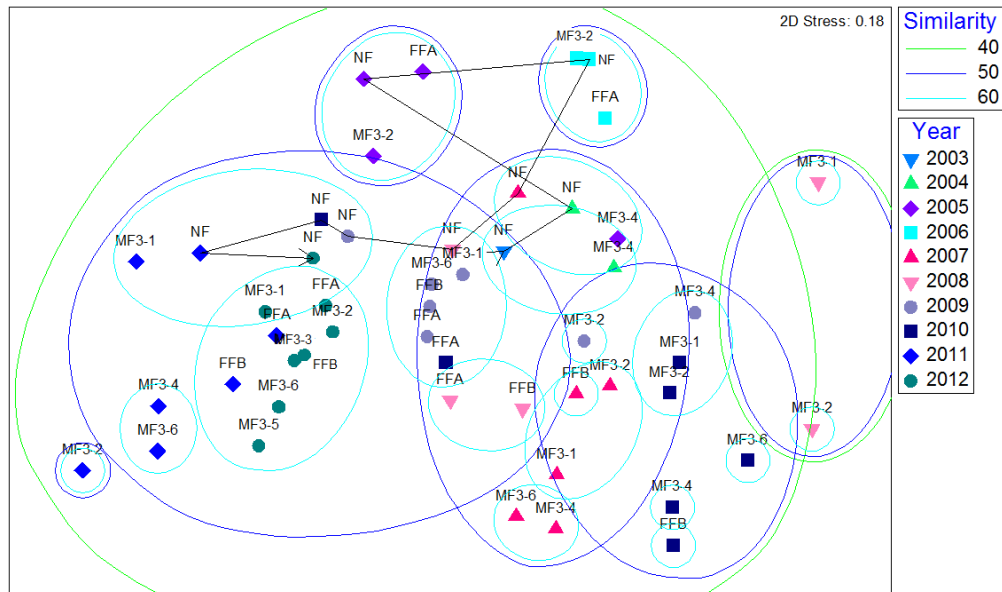 2D Stress: 0.18
MF3-2
NF
FFA
NF
FFA
MF3-2
MF3-1
NF
NF
MF3-4
MF3-4
NF
NF
NF
MF3-1
NF
NF
NF
MF3-1
MF3-6
FFB
FFA
FFA
FFA
FFB
MF3-1
FFA
FFA
MF3-2
MF3-3
FFB
FFB
MF3-6
MF3-5
MF3-4
MF3-6
MF3-2
MF3-4
MF3-2
MF3-1
MF3-2
MF3-2
FFB
MF3-1
MF3-6
MF3-4
MF3-2
MF3-6
MF3-4
FFB
Similarity
40
50
60
Year
2003
2004
2005
2006
2007
2008
2009
2010
2011
2012